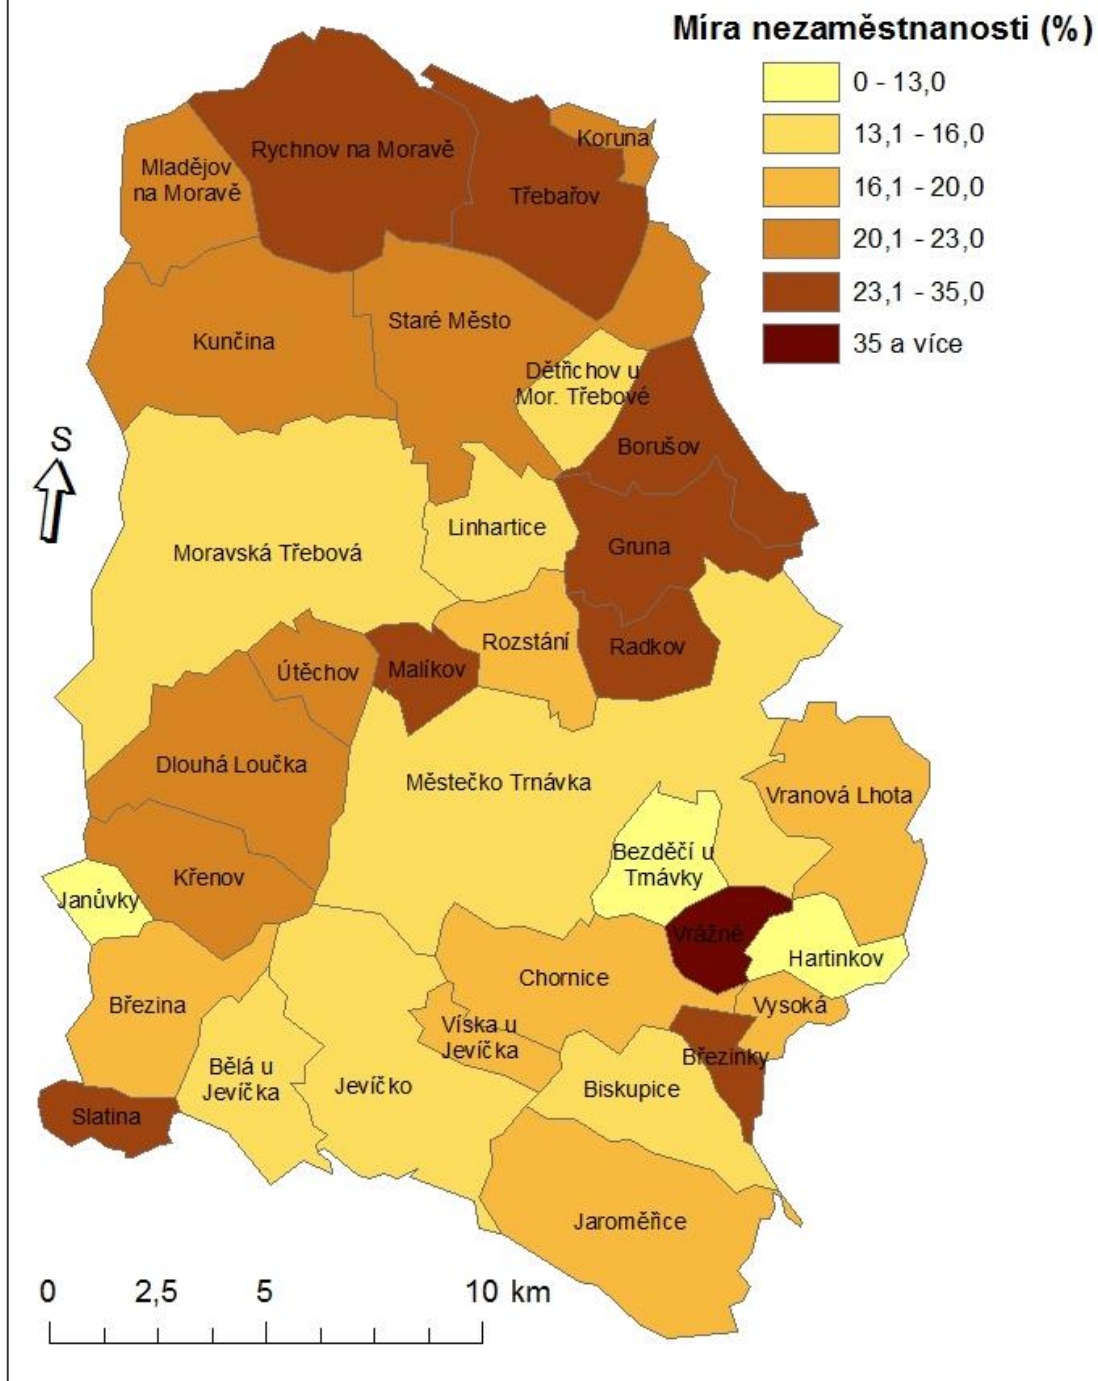 Míra nezaměstnanosti (%)
0 - 13,0
13,1 - 16,0
16,1 - 20,0
20,1 - 23,0
23,1 - 35,0
35 a více
Koruna
Rychnov na Moravě
Mladějov
na Moravě
Třebařov
Staré Město
Kunčina
Dětřichov u
Mor. Třebové
S
Borušov
Linhartice
Gruna
Moravská Třebová
Rozstání
Radkov
Malíkov
Útěchov
Dlouhá Loučka
Městečko Trnávka
Vranová Lhota
Bezděčí u
Trnávky
Křenov
Janůvky
Vrážné
Hartinkov
Chornice
Březina
Vysoká
Víska u
Jevíčka
Březinky
Bělá u
Jevíčka
Jevíčko
Biskupice
Slatina
Jaroměřice
0 2,5 5 10 km